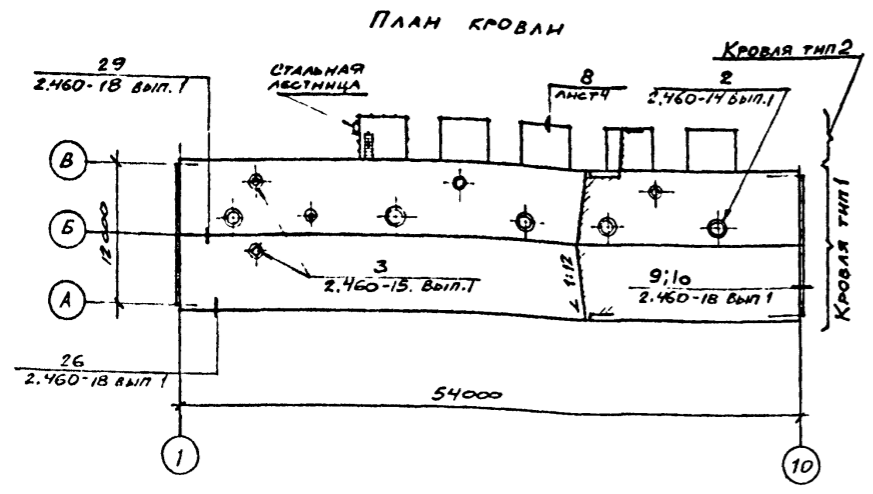 План кровли
Кровля тип 2
29
2.460-18 вып. 1
Стальная
лестница
8
лист 4
2
2.460-14 вып. 1
В
Б
А
12000
3
2.460-15. Вып. 1
1:12
9; 10
2.460-18 вып 1
Кровля тип 1
26
2.460-18 вып 1
54000
1
10